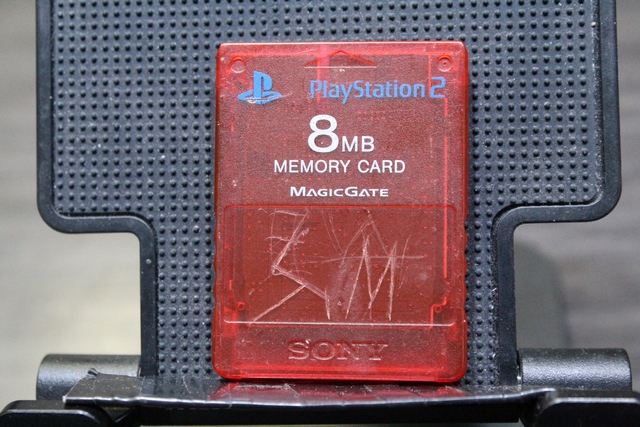 PlayStation 2
8MB
MEMORY CARD
MAGICGATE
SONY